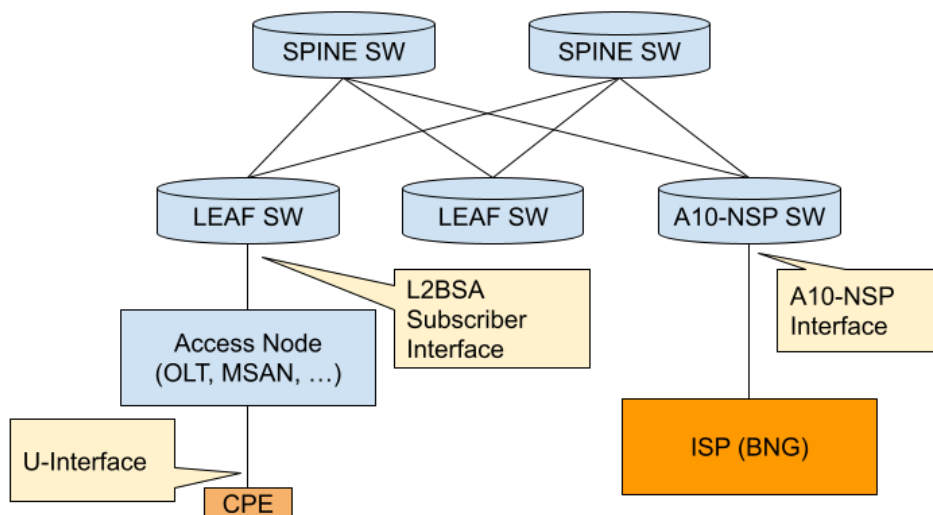 SPINE SW
SPINE SW
LEAF SW
LEAF SW
A10-NSP SW
L2BSA
Subscriber
Interface
A10-NSP
Interface
Access Node
(OLT, MSAN, …)
U-Interface
ISP (BNG)
CPE